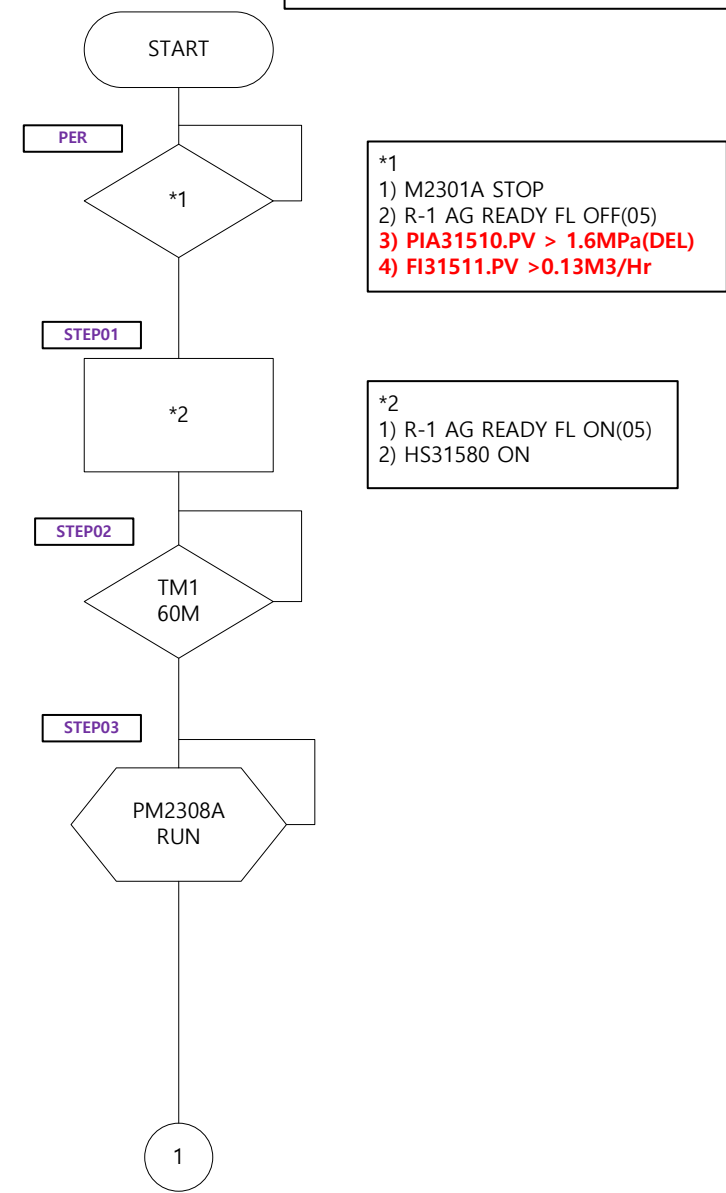 START
PER
*1
*1
1) M2301A STOP
2) R-1 AG READY FL OFF(05)
3) PIA31510.PV > 1.6MPa(DEL)
4) FI31511.PV >0.13M3/Hr
STEP01
*2
*2
1) R-1 AG READY FL ON(05)
2) HS31580 ON
STEP02
TM1
60M
STEP03
PM2308A
RUN
1